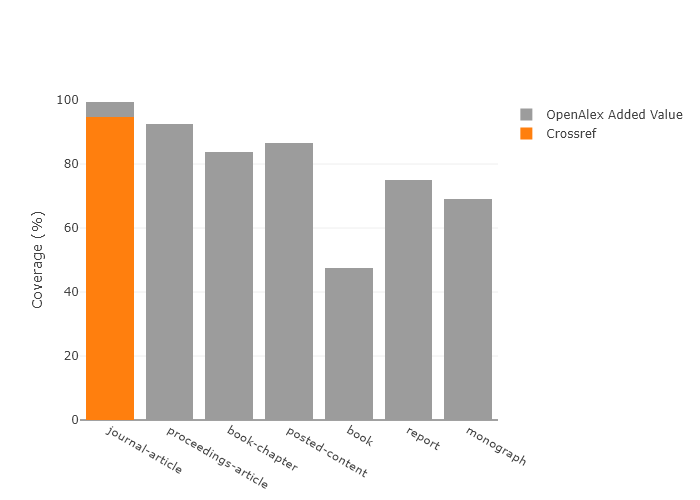 100
80
60
40
20
0
Coverage (%)
journal-article
proceedings-article
book-chapter
posted-content
book
report
monograph
OpenAlex Added Value
Crossref